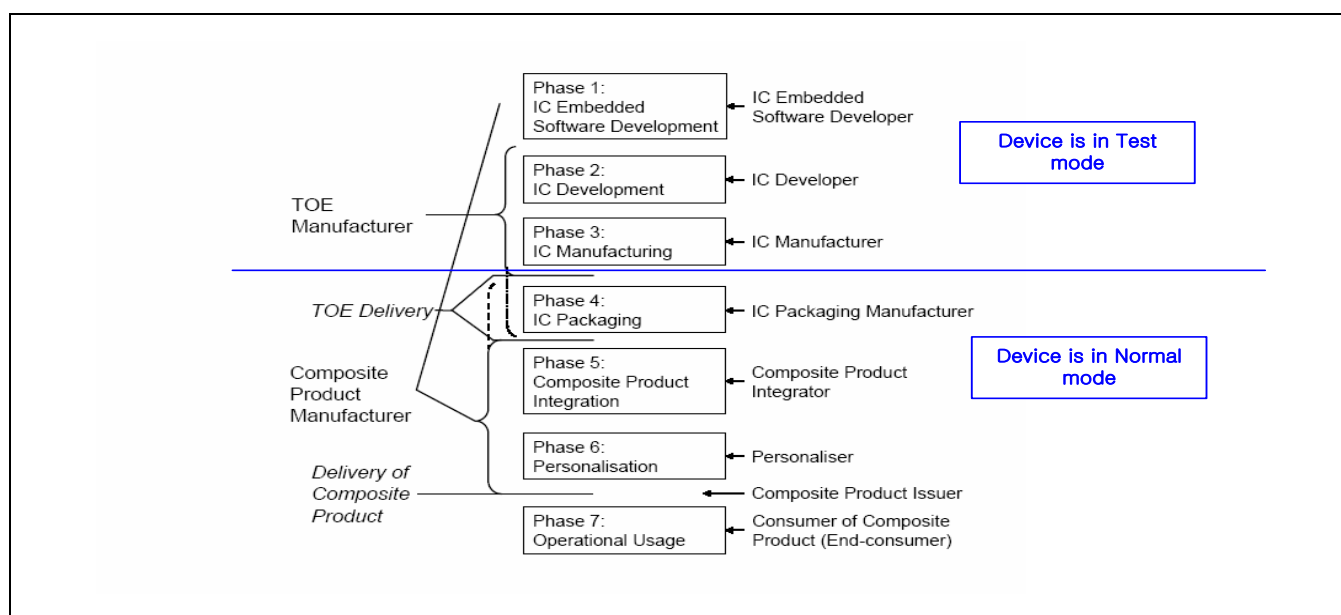 Phase 1:
IC Embedded
Software Development
IC Embedded
Software Developer
Device is in Test
mode
Phase 2:
IC Development
IC Developer
TOE
Manufacturer
Phase 3:
IC Manufacturing
IC Manufacturer
TOE Delivery
Phase 4:
IC Packaging
IC Packaging Manufacturer
Device is in Normal
mode
Composite
Product
Manufacturer
Phase 5:
Composite Product
Integration
Composite Product
Integrator
Phase 6:
Personalisation
Personaliser
Delivery of
Composite
Product
Composite Product Issuer
Phase 7:
Operational Usage
Consumer of Composite
Product (End-consumer)